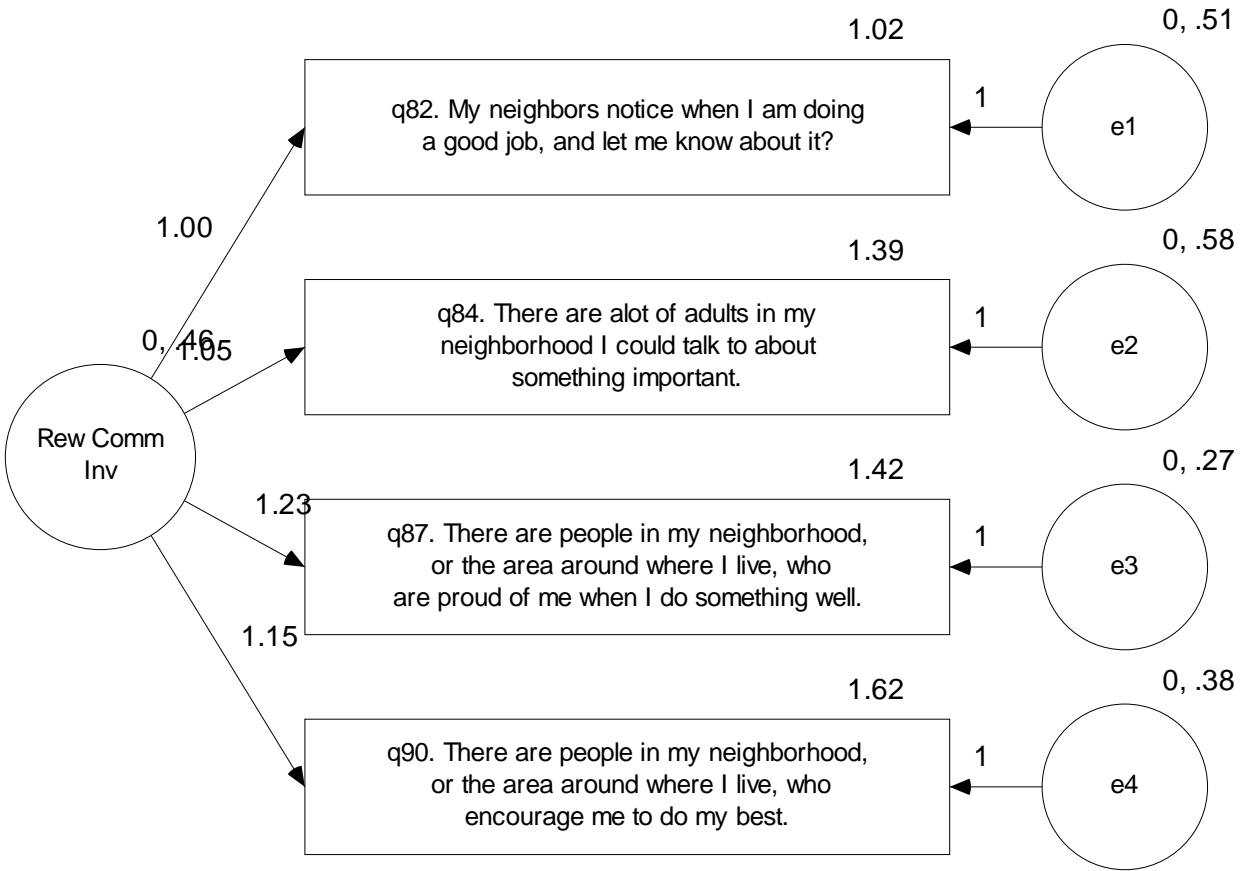 1.02
0, .51
q82. My neighbors notice when I am doing
a good job, and let me know about it?
1
e1
1.00
1.39
0, .58
q84. There are alot of adults in my
neighborhood I could talk to about
something important.
1
e2
0, .46
1.05
Rew Comm
Inv
1.42
0, .27
1.23
q87. There are people in my neighborhood,
or the area around where I live, who
are proud of me when I do something well.
1
e3
1.15
1.62
0, .38
q90. There are people in my neighborhood,
or the area around where I live, who
encourage me to do my best.
1
e4